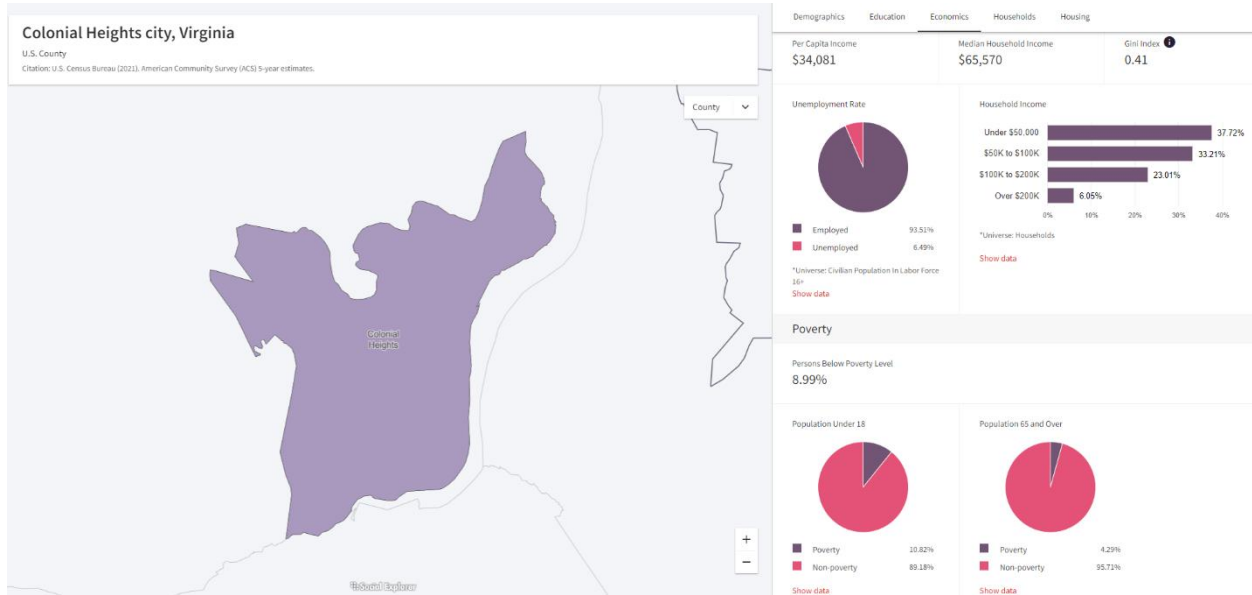 Colonial Heights city, Virginia
U.S. County
Citation: U.S. Census Bureau (2021). American Community Survey (ACS) 5-year estimates.
County
Colonial
Heights
Social Explorer
+
−
Demographics Education Economics Households Housing
Per Capita Income Median Household Income Gini Index i
$34,081 $65,570 0.41
Unemployment Rate
Employed 93.51%
Unemployed 6.49%
*Universe: Civilian Population In Labor Force
16+
Show data
Household Income
Under $50,000 37.72%
$50K to $100K 33.21%
$100K to $200K 23.01%
Over $200K 6.05%
0% 10% 20% 30% 40%
*Universe: Households
Show data
Poverty
Persons Below Poverty Level
8.99%
Population Under 18
Poverty 10.82%
Non-poverty 89.18%
Show data
Population 65 and Over
Poverty 4.29%
Non-poverty 95.71%
Show data